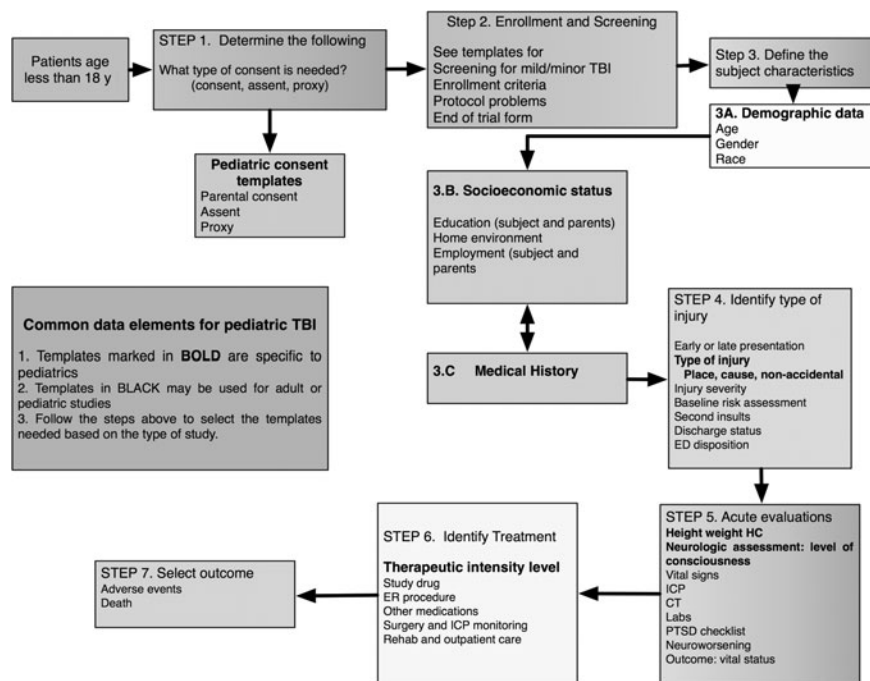 Patients age
less than 18 y
STEP 1.  Determine the following
What type of consent is needed?
(consent, assent, proxy)
Step 2. Enrollment and Screening
See templates for
Screening for mild/minor TBI
Enrollment criteria
Protocol problems
End of trial form
Step 3. Define the
subject characteristics
3A. Demographic data
Age
Gender
Race
Pediatric consent
templates
Parental consent
Assent
Proxy
3.B. Socioeconomic status
Education (subject and parents)
Home environment
Employment (subject and
parents
Common data elements for pediatric TBI
1. Templates marked in BOLD are specific to
pediatrics
2. Templates in BLACK may be used for adult or
pediatric studies
3. Follow the steps above to select the templates
needed based on the type of study.
3.C    Medical History
STEP 4. Identify type of
injury
Early or late presentation
Type of injury
Place, cause, non-accidental
Injury severity
Baseline risk assessment
Second insults
Discharge status
ED disposition
STEP 5. Acute evaluations
Height weight HC
Neurologic assessment: level of
consciousness
Vital signs
ICP
CT
Labs
PTSD checklist
Neuroworsening
Outcome: vital status
STEP 6.  Identify Treatment
Therapeutic intensity level
Study drug
ER procedure
Other medications
Surgery and ICP monitoring
Rehab and outpatient care
STEP 7. Select outcome
Adverse events
Death